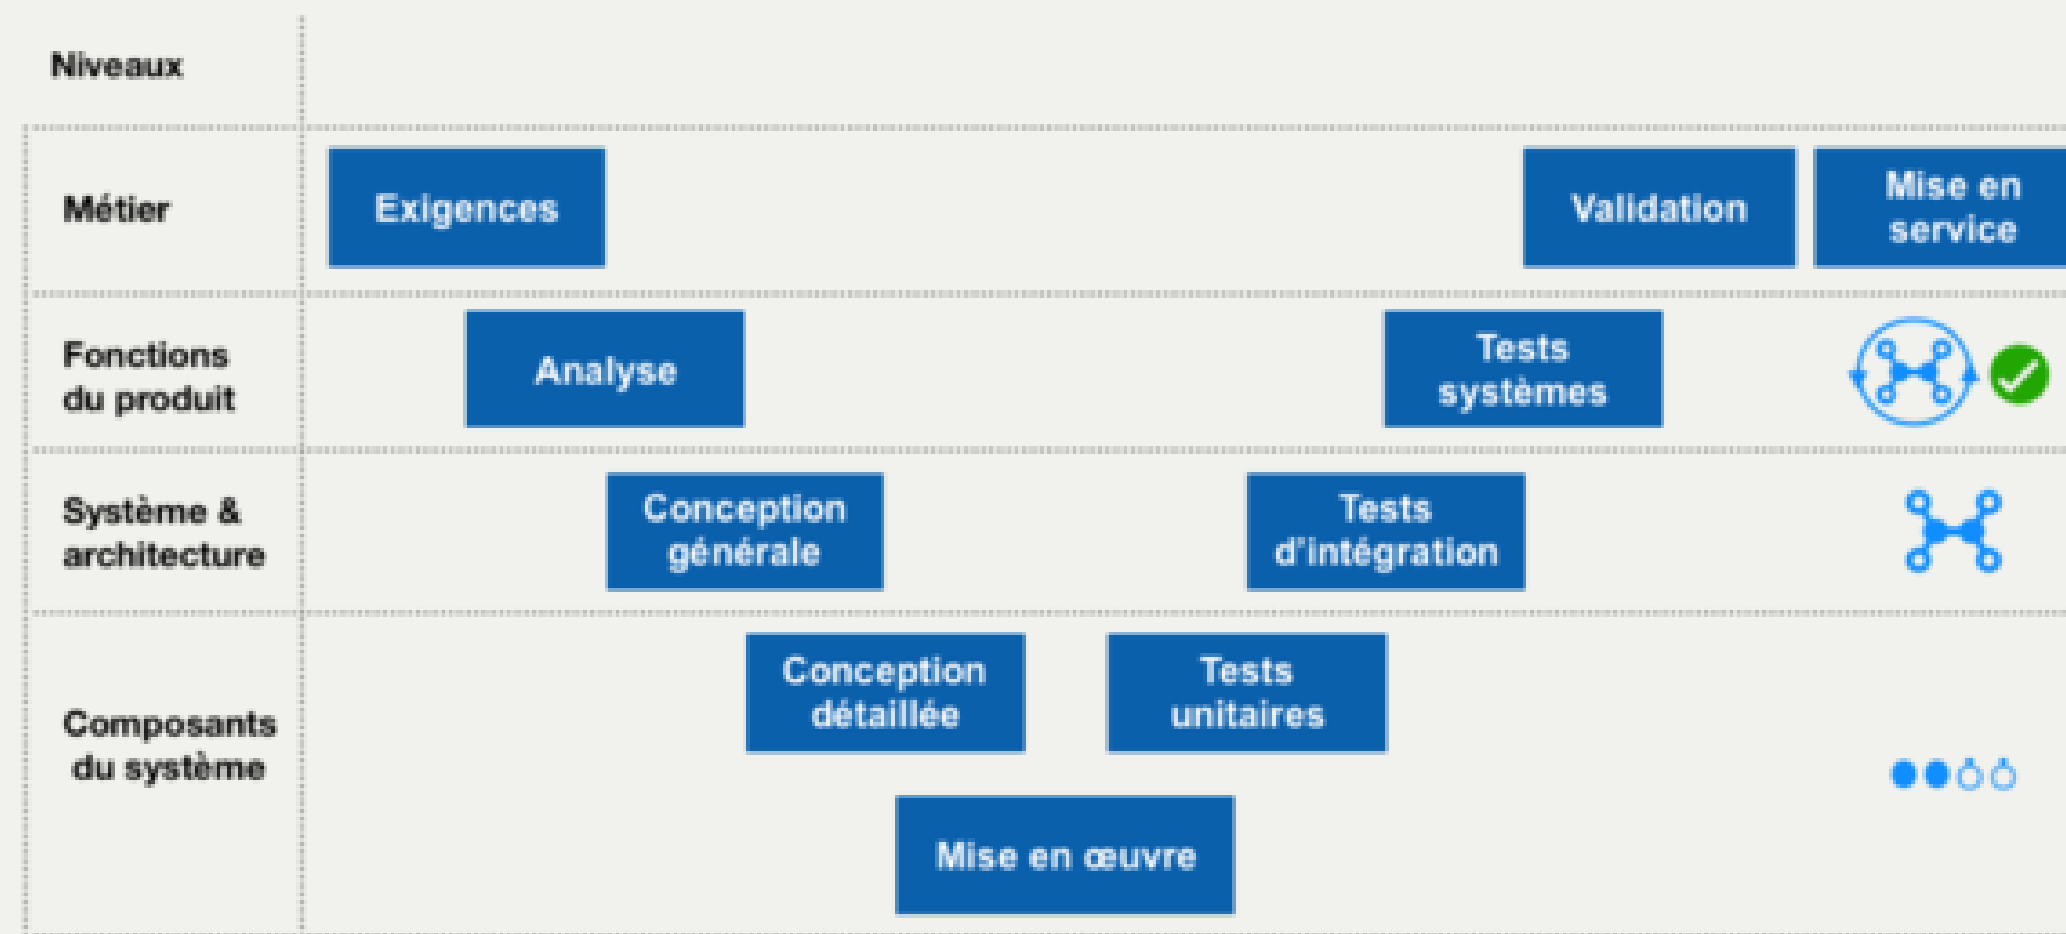 Niveaux
Métier
Exigences
Validation
Mise en
service
Fonctions
du produit
Analyse
Tests
systèmes
Système &
architecture
Conception
générale
Tests
d'intégration
Composants
du système
Conception
détaillée
Tests
unitaires
Mise en œuvre